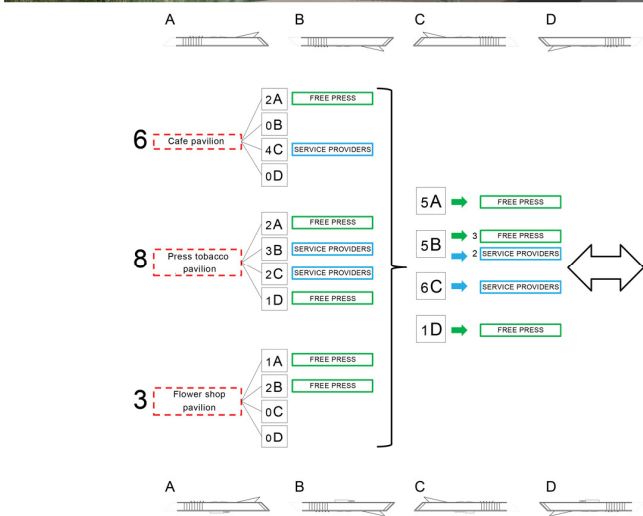 A B C D
2A FREE PRESS
0B
6 Cafe pavilion
4C SERVICE PROVIDERS
0D
5A FREE PRESS
2A FREE PRESS
3 FREE PRESS
5B
3B SERVICE PROVIDERS
2 SERVICE PROVIDERS
8 Press tobacco
pavilion
2C SERVICE PROVIDERS
6C SERVICE PROVIDERS
1D FREE PRESS
1D FREE PRESS
1A FREE PRESS
2B FREE PRESS
3 Flower shop
pavilion
0C
0D
A B C D